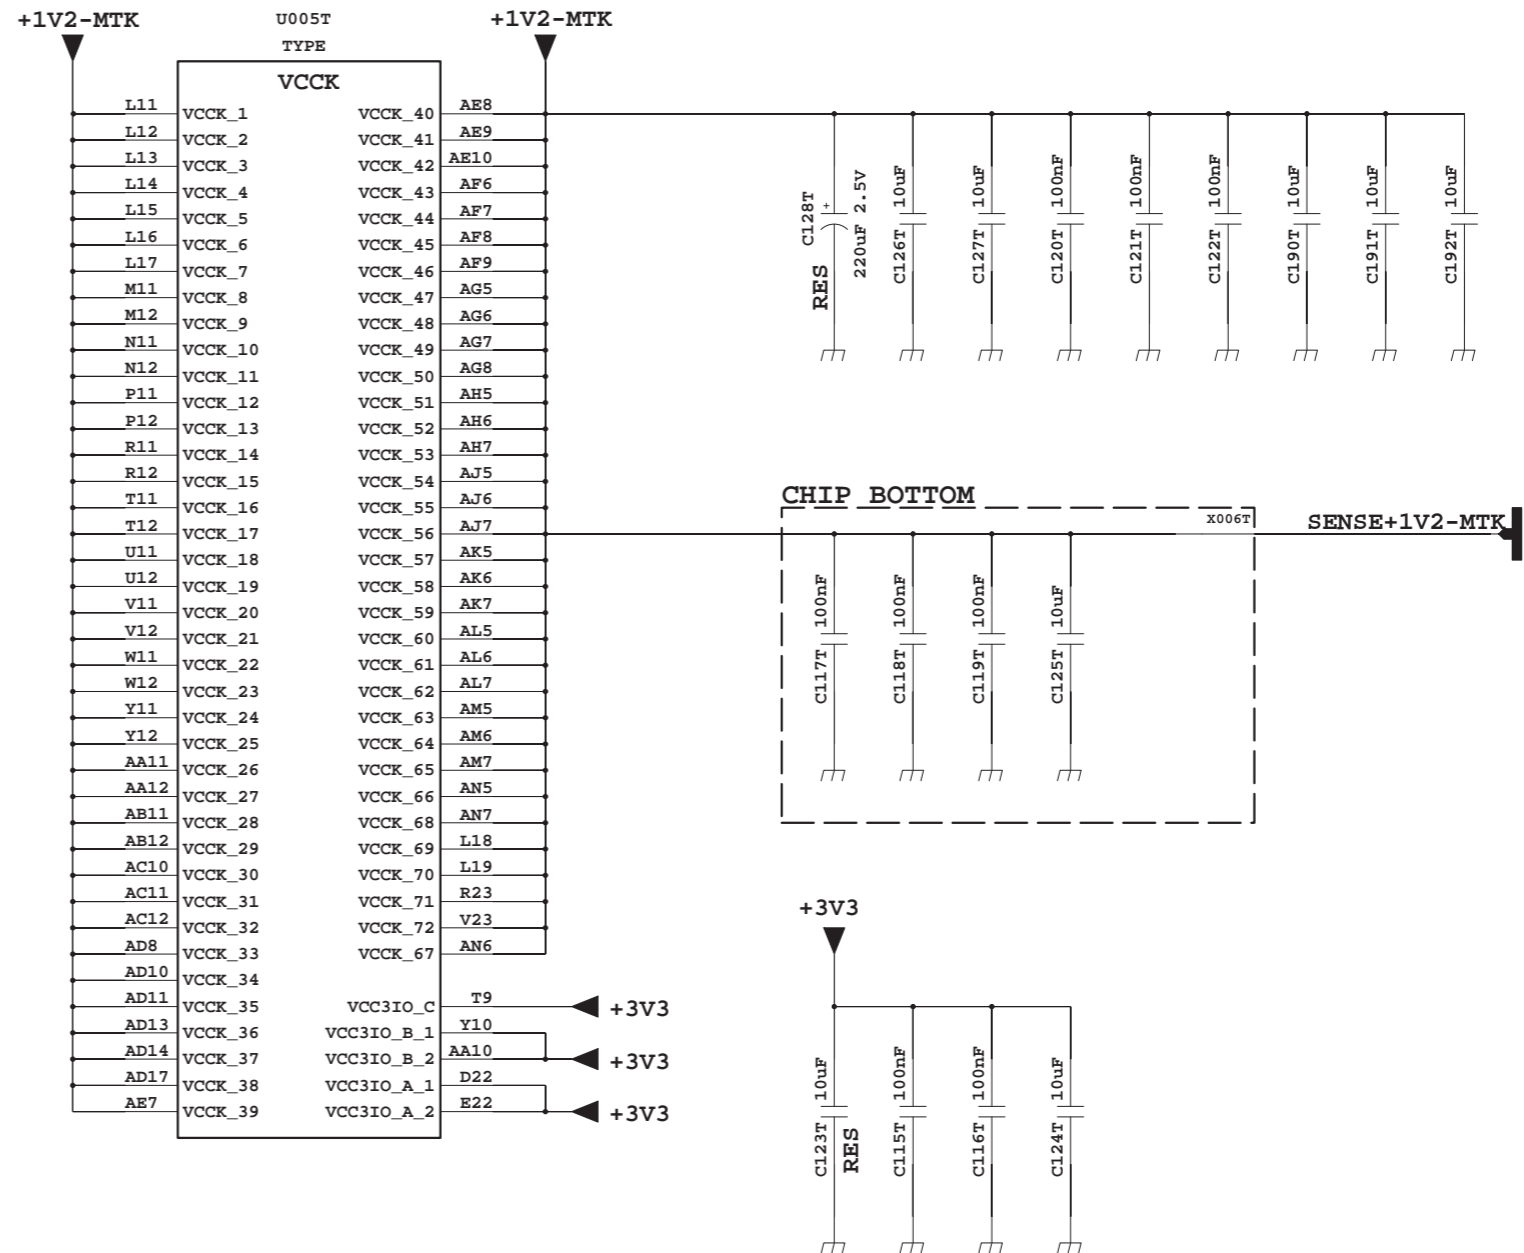 +1V2-MTK U005T +1V2-MTK
TYPE
VCCK
L11 VCCK_1 VCCK_40 AE8
L12 VCCK_2 VCCK_41 AE9
L13 VCCK_3 VCCK_42 AE10
L14 VCCK_4 VCCK_43 AF6
L15 VCCK_5 VCCK_44 AF7
L16 VCCK_6 VCCK_45 AF8
L17 VCCK_7 VCCK_46 AF9
M11 VCCK_8 VCCK_47 AG5
M12 VCCK_9 VCCK_48 AG6
N11 VCCK_10 VCCK_49 AG7
N12 VCCK_11 VCCK_50 AG8
P11 VCCK_12 VCCK_51 AH5
P12 VCCK_13 VCCK_52 AH6
R11 VCCK_14 VCCK_53 AH7
R12 VCCK_15 VCCK_54 AJ5
T11 VCCK_16 VCCK_55 AJ6
T12 VCCK_17 VCCK_56 AJ7
U11 VCCK_18 VCCK_57 AK5
U12 VCCK_19 VCCK_58 AK6
V11 VCCK_20 VCCK_59 AK7
V12 VCCK_21 VCCK_60 AL5
W11 VCCK_22 VCCK_61 AL6
W12 VCCK_23 VCCK_62 AL7
Y11 VCCK_24 VCCK_63 AM5
Y12 VCCK_25 VCCK_64 AM6
AA11 VCCK_26 VCCK_65 AM7
AA12 VCCK_27 VCCK_66 AN5
AB11 VCCK_28 VCCK_68 AN7
AB12 VCCK_29 VCCK_69 L18
AC10 VCCK_30 VCCK_70 L19
AC11 VCCK_31 VCCK_71 R23
AC12 VCCK_32 VCCK_72 V23
AD8 VCCK_33 VCCK_67 AN6
AD10 VCCK_34
AD11 VCCK_35 VCC3IO_C T9 +3V3
AD13 VCCK_36 VCC3IO_B_1 Y10
AD14 VCCK_37 VCC3IO_B_2 AA10 +3V3
AD17 VCCK_38 VCC3IO_A_1 D22
AE7 VCCK_39 VCC3IO_A_2 E22 +3V3
C128T +
220uF 2.5V
RES
C126T 10uF
C127T 10uF
C120T 100nF
C121T 100nF
C122T 100nF
C190T 10uF
C191T 10uF
C192T 10uF
CHIP BOTTOM
X006T
SENSE+1V2-MTK
C117T 100nF
C118T 100nF
C119T 100nF
C125T 10uF
+3V3
C123T 10uF
RES
C115T 100nF
C116T 100nF
C124T 10uF